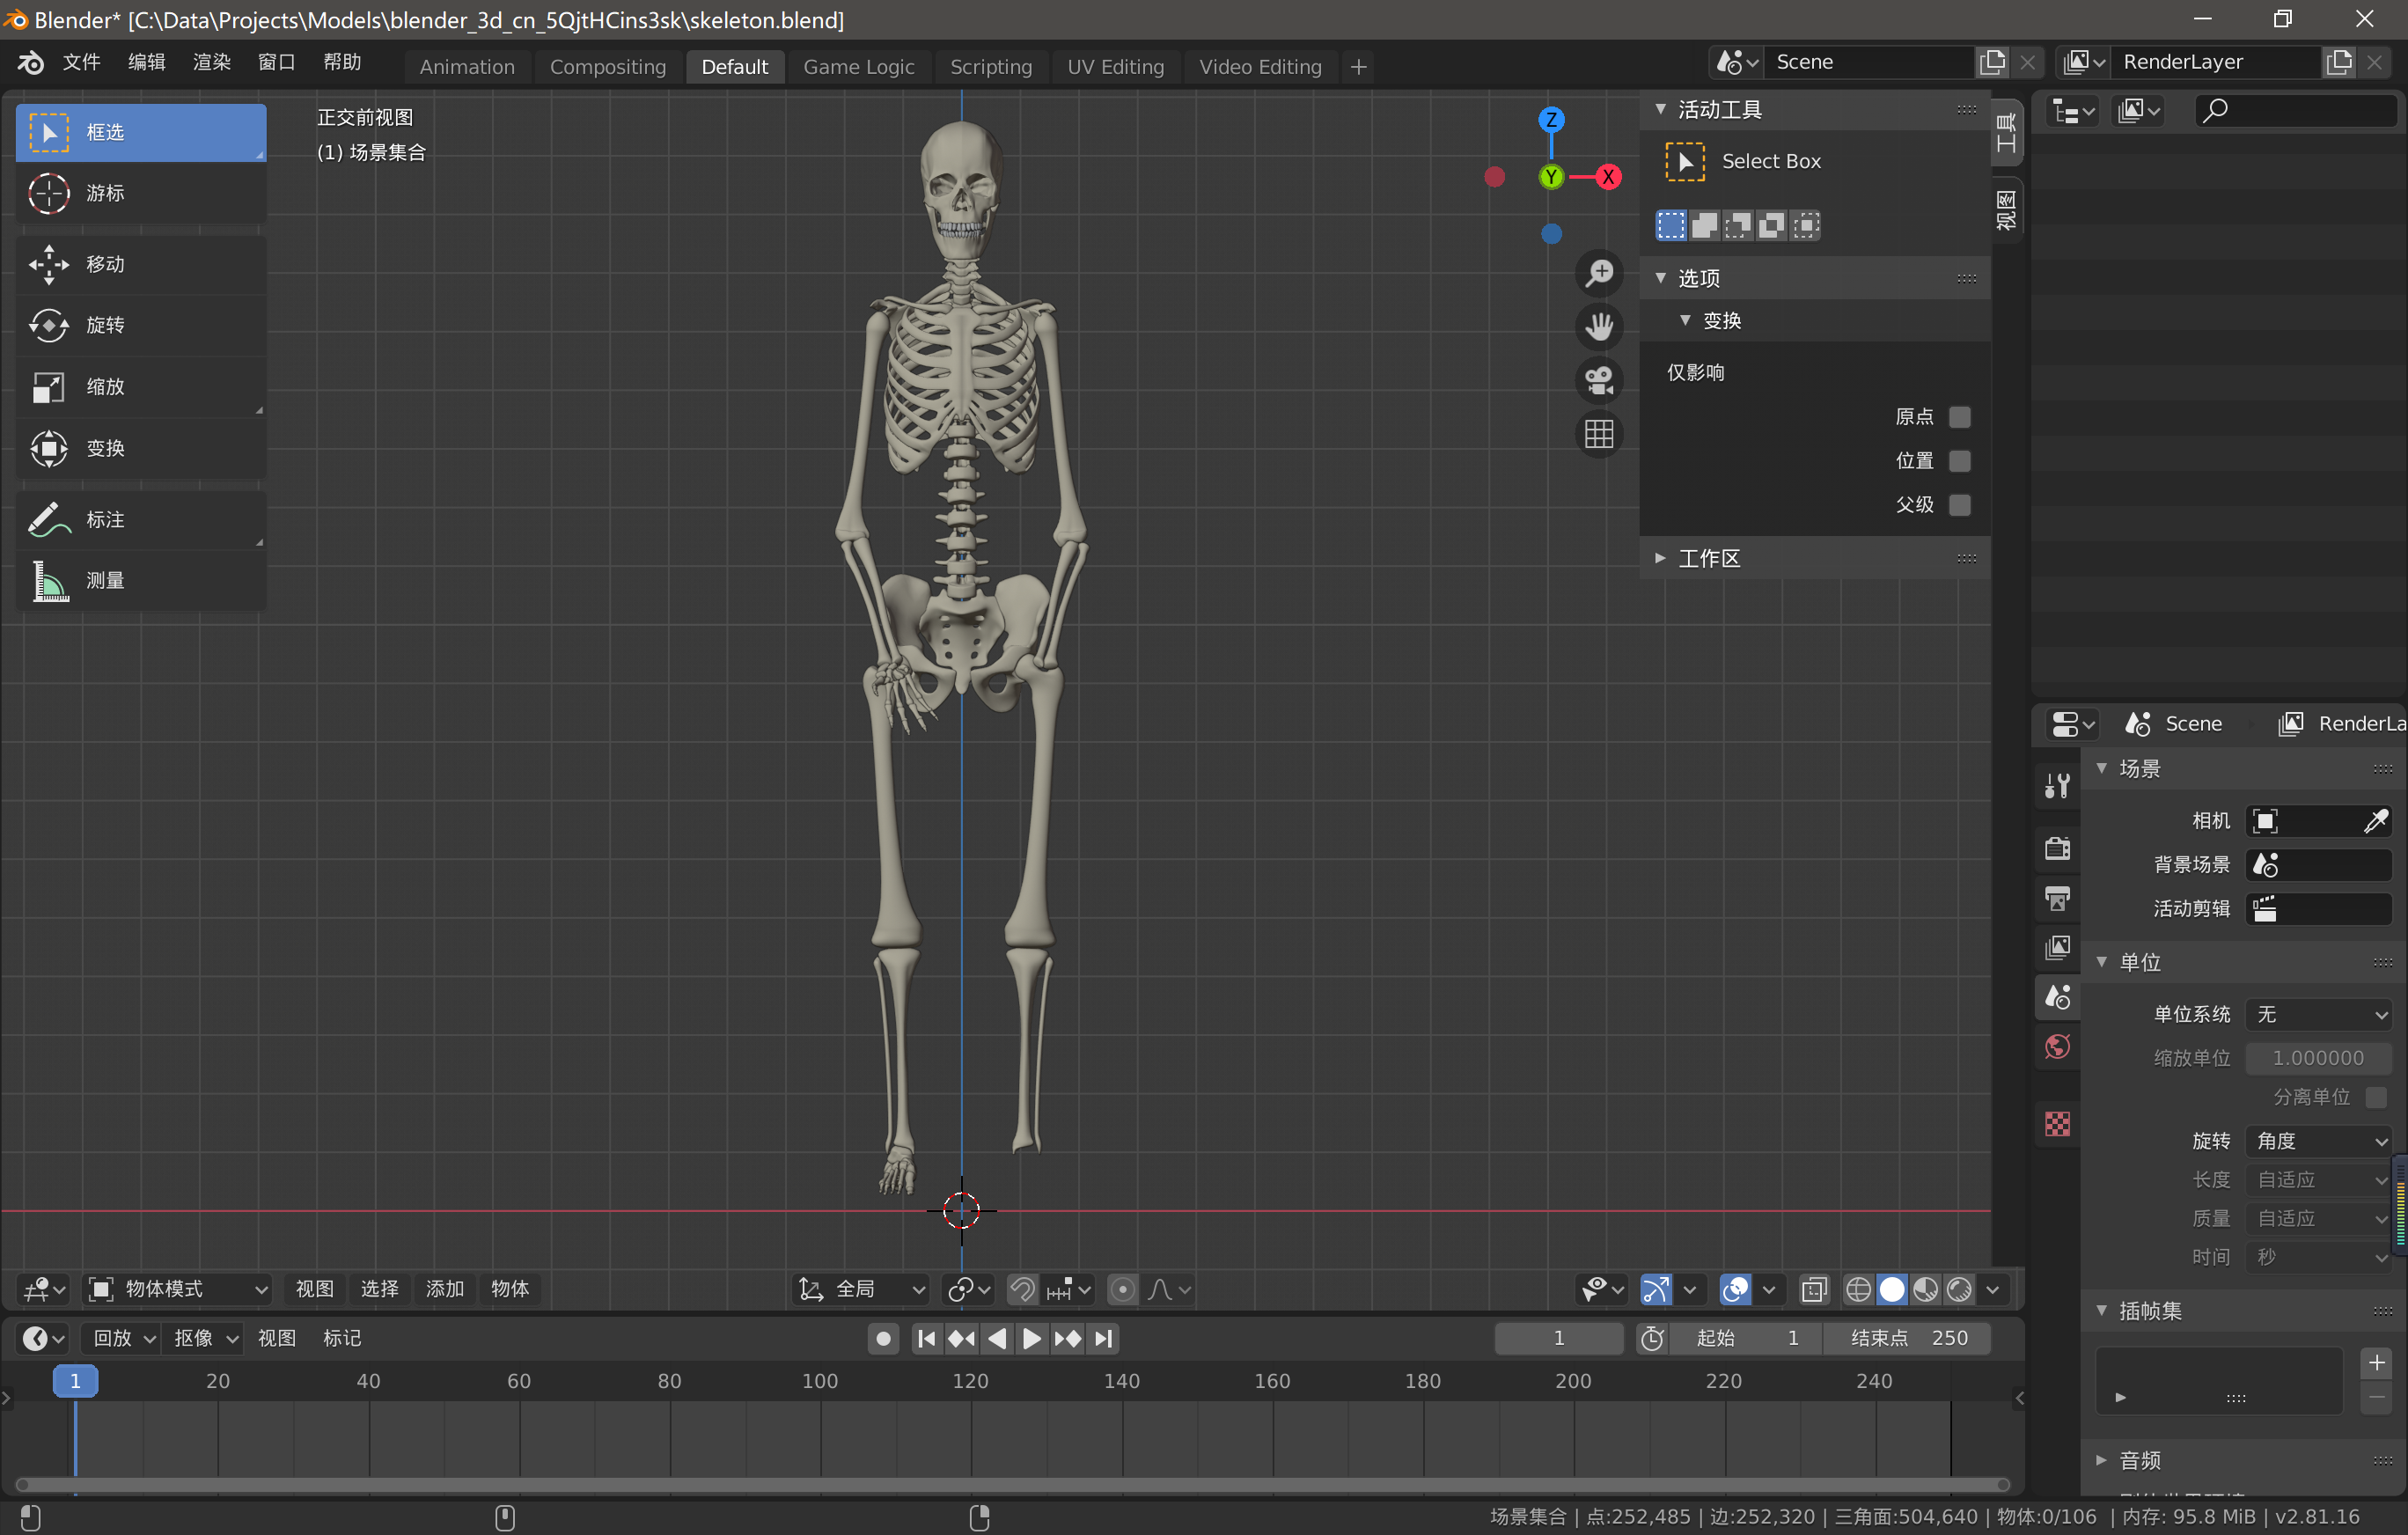 Blender* [C:\Data\Projects\Models\blender_3d_cn_5QjtHCins3sk\skeleton.blend]
文件 编辑 渲染 窗口 帮助 Animation Compositing Default Game Logic Scripting UV Editing Video Editing + Scene RenderLayer
框选
游标
移动
旋转
缩放
变换
标注
测量
正交前视图
(1) 场景集合
Z
Y
X
活动工具
Select Box
选项
变换
仅影响
原点
位置
父级
工作区
工具
视图
Scene RenderLa
场景
相机
背景场景
活动剪辑
单位
单位系统 无
缩放单位 1.000000
分离单位
旋转 角度
长度 自适应
质量 自适应
时间 秒
插帧集
音频
物体模式 视图 选择 添加 物体 全局
回放 抠像 视图 标记 1 起始 1 结束点 250
1 20 40 60 80 100 120 140 160 180 200 220 240
场景集合 | 点:252,485 | 边:252,320 | 三角面:504,640 | 物体:0/106 | 内存: 95.8 MiB | v2.81.16